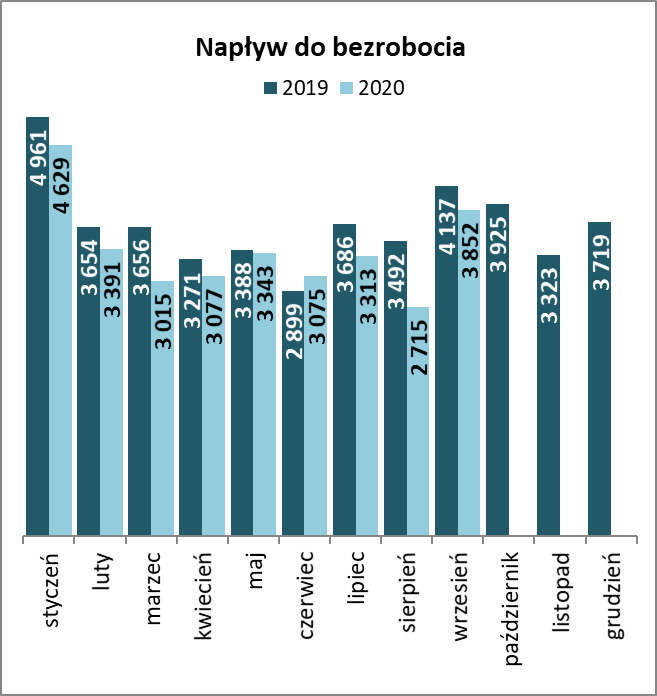 Napływ do bezrobocia
2019 2020
4 961
4 629
3 654
3 391
3 656
3 015
3 271
3 077
3 388
3 343
2 899
3 075
3 686
3 313
3 492
2 715
4 137
3 852
3 925
3 323
3 719
styczeń
luty
marzec
kwiecień
maj
czerwiec
lipiec
sierpień
wrzesień
październik
listopad
grudzień